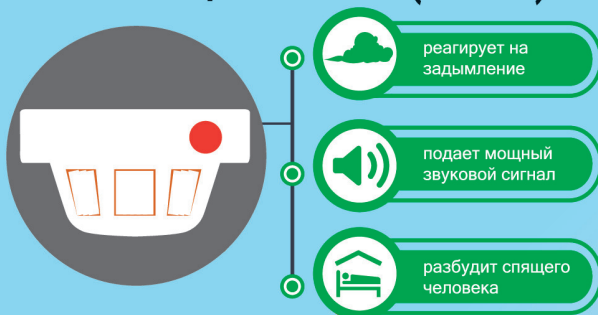 реагирует на
задымление
подает мощный
звуковой сигнал
разбудит спящего
человека